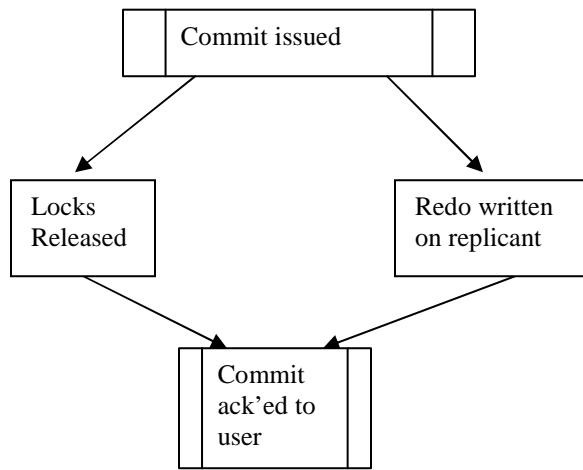 Commit issued
Locks
Released
Redo written
on replicant
Commit
ack’ed to
user